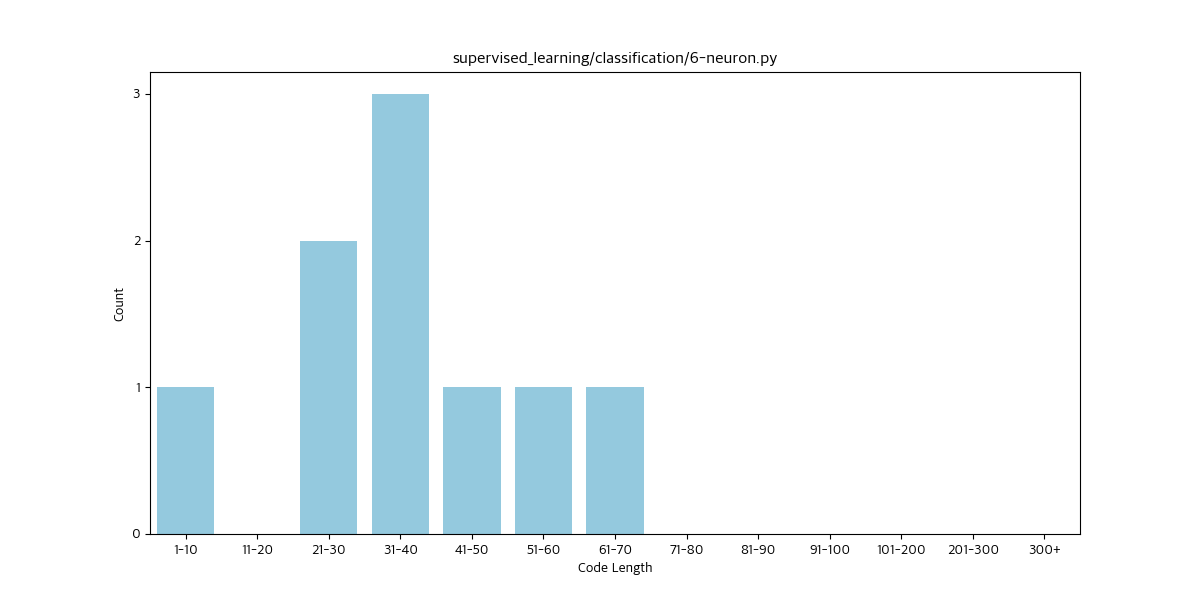 supervised_learning/classification/6-neuron.py
3
2
1
0
Count
1-10 11-20 21-30 31-40 41-50 51-60 61-70 71-80 81-90 91-100 101-200 201-300 300+
Code Length